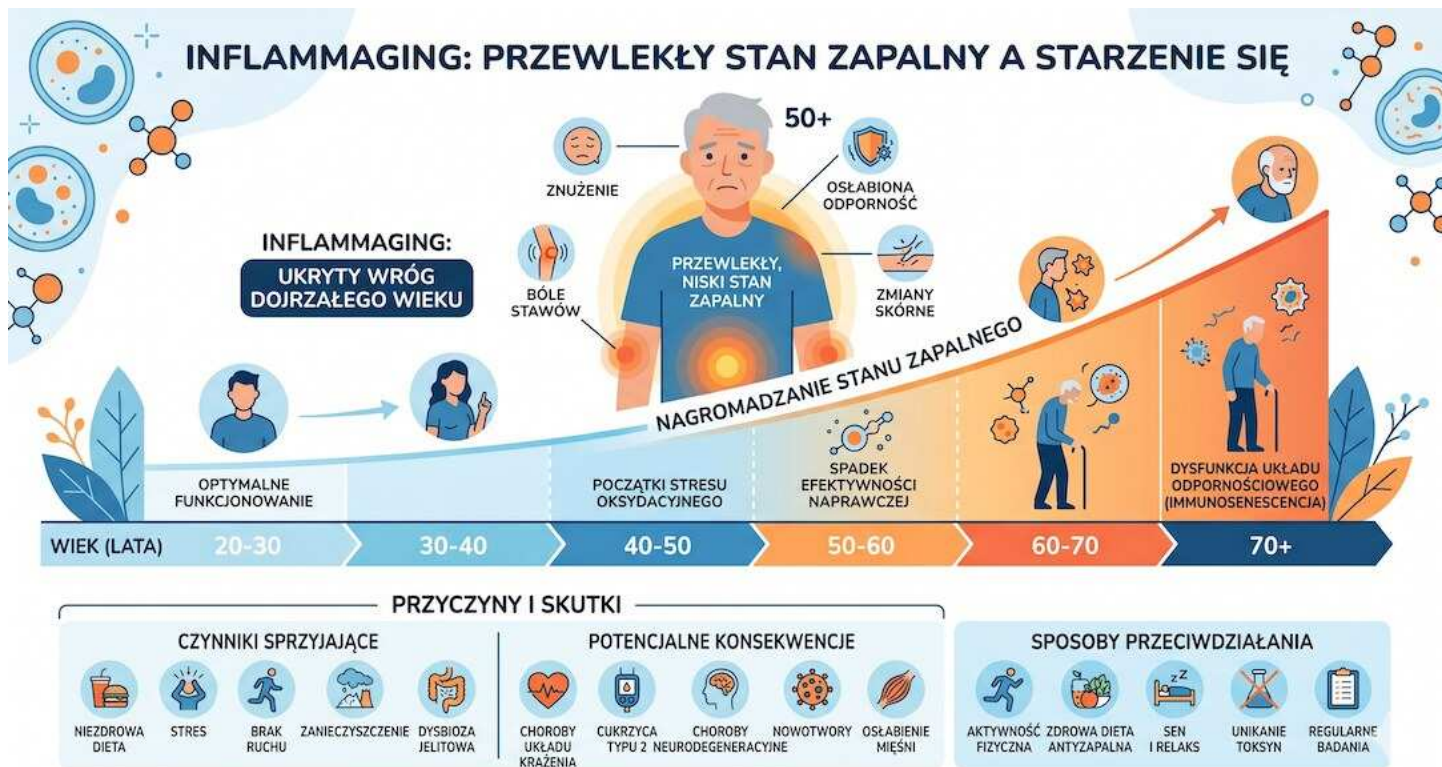 INFLAMMAGING: PRZEWLEKŁY STAN ZAPALNY A STARZENIE SIĘ
50+
ZNUŻENIE
OSŁABIONA
ODPORNOŚĆ
INFLAMMAGING:
UKRYTY WRÓG
DOJRZAŁEGO WIEKU
BÓLE
STAWÓW
PRZEWLEKŁY,
NISKI STAN
ZAPALNY
ZMIANY
SKÓRNE
NAGROMADZANIE STANU ZAPALNEGO
OPTYMALNE
FUNKCJONOWANIE
POCZĄTKI STRESU
OKSYDACYJNEGO
SPADEK
EFEKTYWNOŚCI
NAPRAWCZEJ
DYSFUNKCJA UKŁADU
ODPORNOŚCIOWEGO
(IMMUNOSENESCENCJA)
WIEK (LATA)
20-30
30-40
40-50
50-60
60-70
70+
PRZYCZYNY I SKUTKI
CZYNNIKI SPRZYJAJĄCE
NIEZDROWA
DIETA
STRES
BRAK
RUCHU
ZANIECZYSZCZENIE
DYSBIOZA
JELITOWA
POTENCJALNE KONSEKWENCJE
CHOROBY
UKŁADU
KRĄŻENIA
CUKRZYCA
TYPU 2
CHOROBY
NEURODEGENERACYJNE
NOWOTWORY
OSŁABIENIE
MIĘŚNI
SPOSOBY PRZECIWDZIAŁANIA
AKTYWNOŚĆ
FIZYCZNA
ZDROWA DIETA
ANTYZAPALNA
zZ
SEN
I RELAKS
UNIKANIE
TOKSYN
REGULARNE
BADANIA